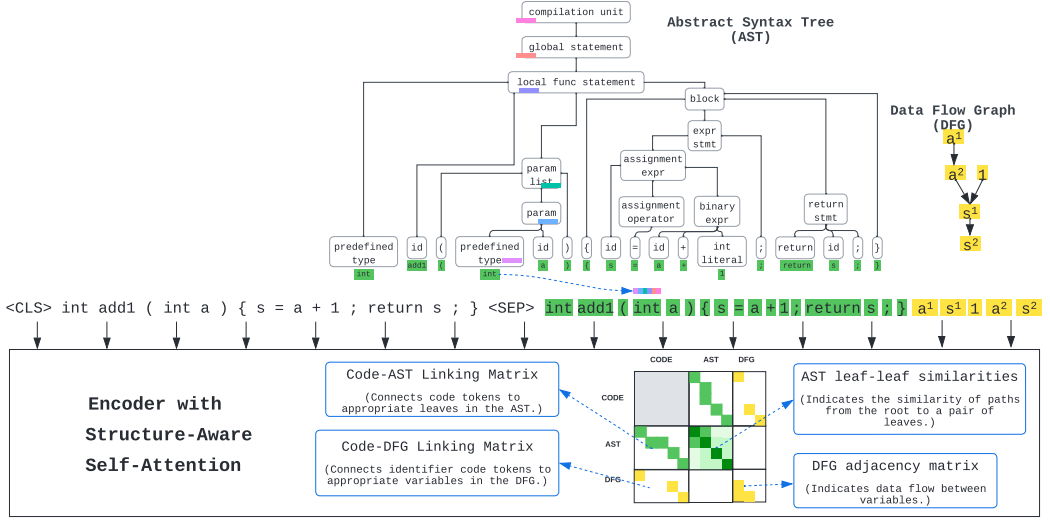 compilation unit
Abstract Syntax Tree
(AST)
global statement
local func statement
block
Data Flow Graph
(DFG)
a1
expr
stmt
param
list
assignment
expr
a2 1
assignment
operator
binary
expr
return
stmt
param
s1
predefined
type
id
(
predefined
type
id
)
{
id
=
id
+
int
literal
;
return
id
;
}
s2
int add1 ( int a ) { s = a + 1 ; return s ; }
<CLS> int add1 ( int a ) { s = a + 1 ; return s ; } <SEP> int add1 ( int a ) { s = a + 1 ; return s ; } a1 s1 1 a2 s2
Encoder with
Structure-Aware
Self-Attention
Code-AST Linking Matrix
(Connects code tokens to
appropriate leaves in the AST.)
Code-DFG Linking Matrix
(Connects identifier code tokens to
appropriate variables in the DFG.)
CODE AST DFG
CODE
AST
DFG
AST leaf-leaf similarities
(Indicates the similarity of paths
from the root to a pair of
leaves.)
DFG adjacency matrix
(Indicates data flow between
variables.)